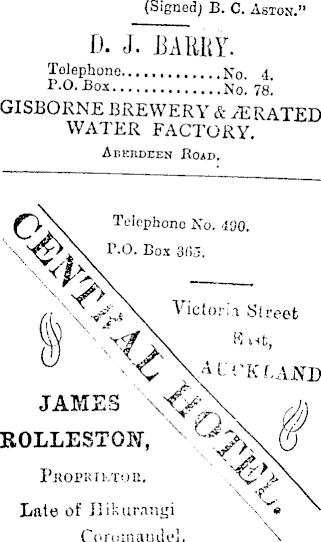 (Signed) B. C. ASTON."
D. J. BARRY.
Telephone.............No. 4.
P.O. Box..............No. 78.
GISBORNE BREWERY & ÆRATED
WATER FACTORY.
ABERDEEN ROAD.
Telephone No. 490.
P.O. Box 365.
CENTRAL HOTEL.
Victoria Street
East,
AUCKLAND
JAMES
ROLLESTON,
PROPRIETOR.
Late of Hikurangi
Coromandel.